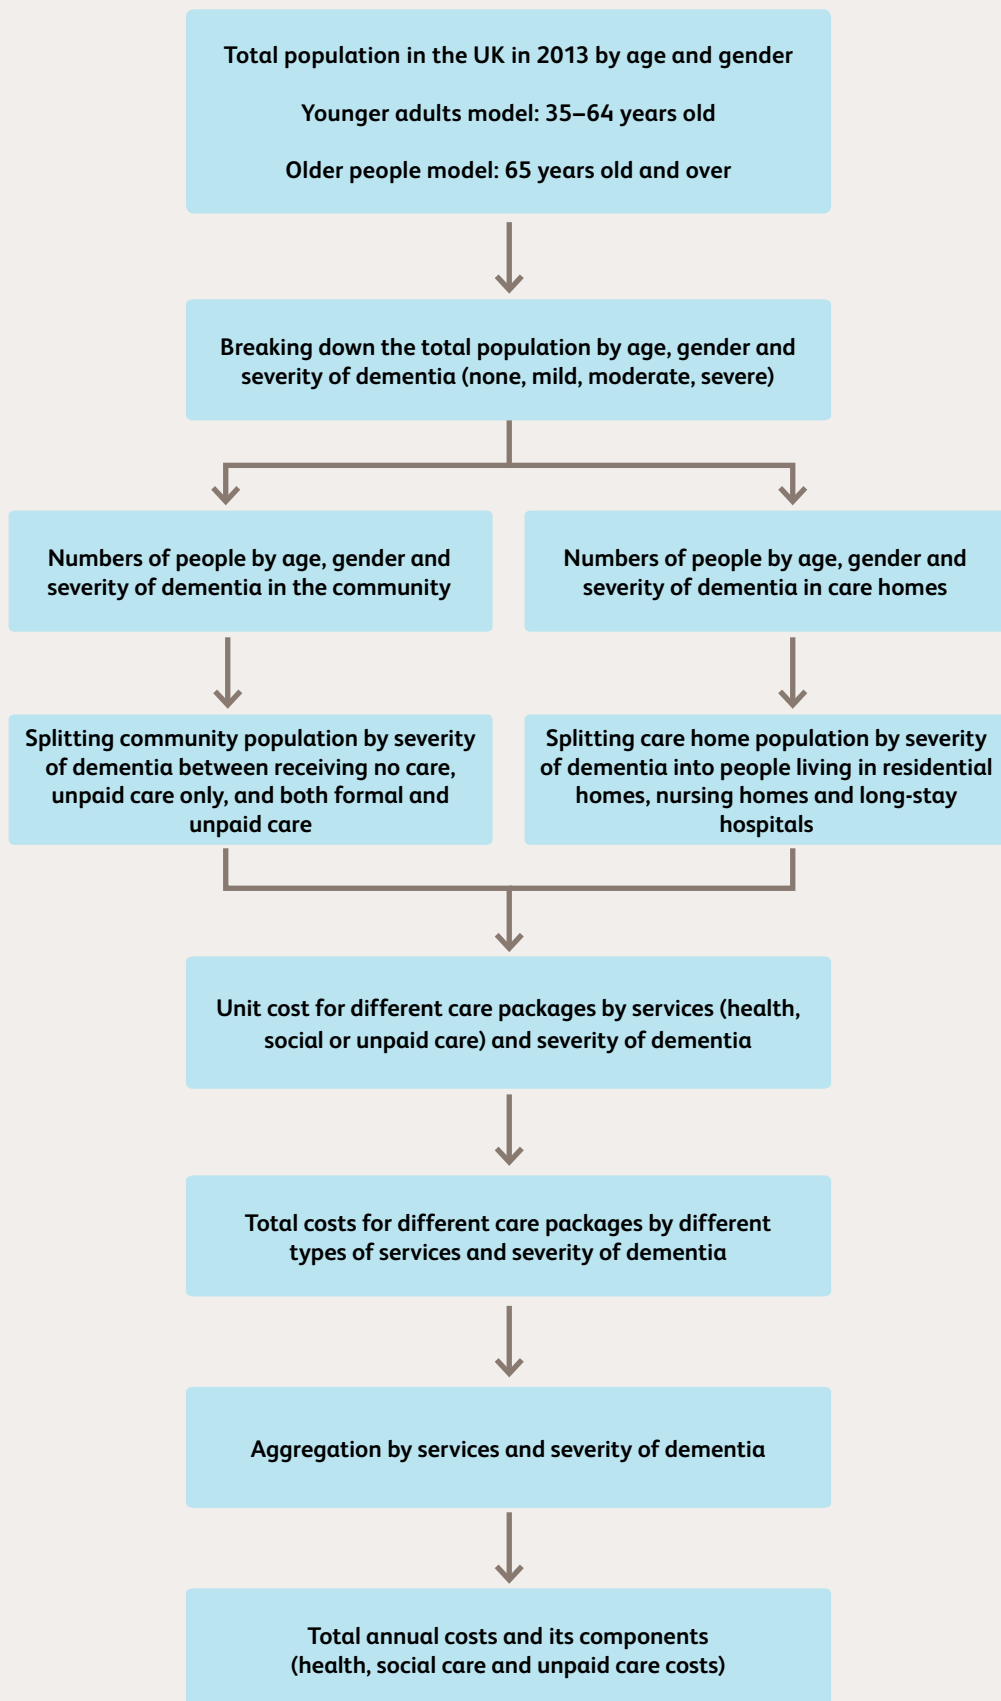 Total population in the UK in 2013 by age and gender
Younger adults model: 35–64 years old
Older people model: 65 years old and over
Breaking down the total population by age, gender and
severity of dementia (none, mild, moderate, severe)
Numbers of people by age, gender and
severity of dementia in the community
Numbers of people by age, gender and
severity of dementia in care homes
Splitting community population by severity
of dementia between receiving no care,
unpaid care only, and both formal and
unpaid care
Splitting care home population by severity
of dementia into people living in residential
homes, nursing homes and long-stay
hospitals
Unit cost for different care packages by services (health,
social or unpaid care) and severity of dementia
Total costs for different care packages by different
types of services and severity of dementia
Aggregation by services and severity of dementia
Total annual costs and its components
(health, social care and unpaid care costs)